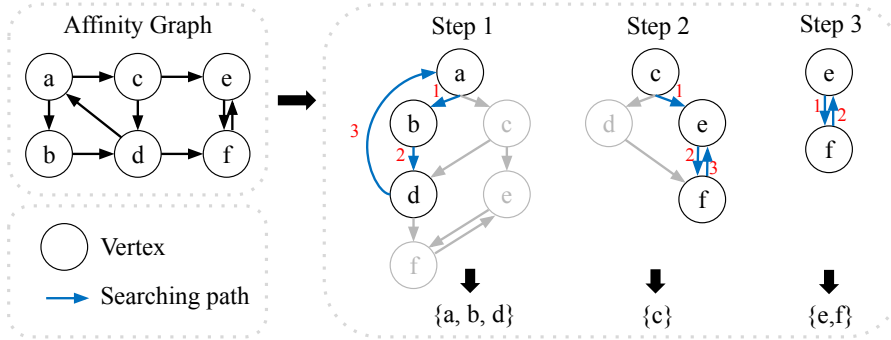 Affinity Graph
a
c
e
b
d
f
Vertex
Searching path
Step 1
a
1
b
c
3
2
d
e
f
{a, b, d}
Step 2
c
1
d
e
2
3
f
{c}
Step 3
e
1
2
f
{e,f}